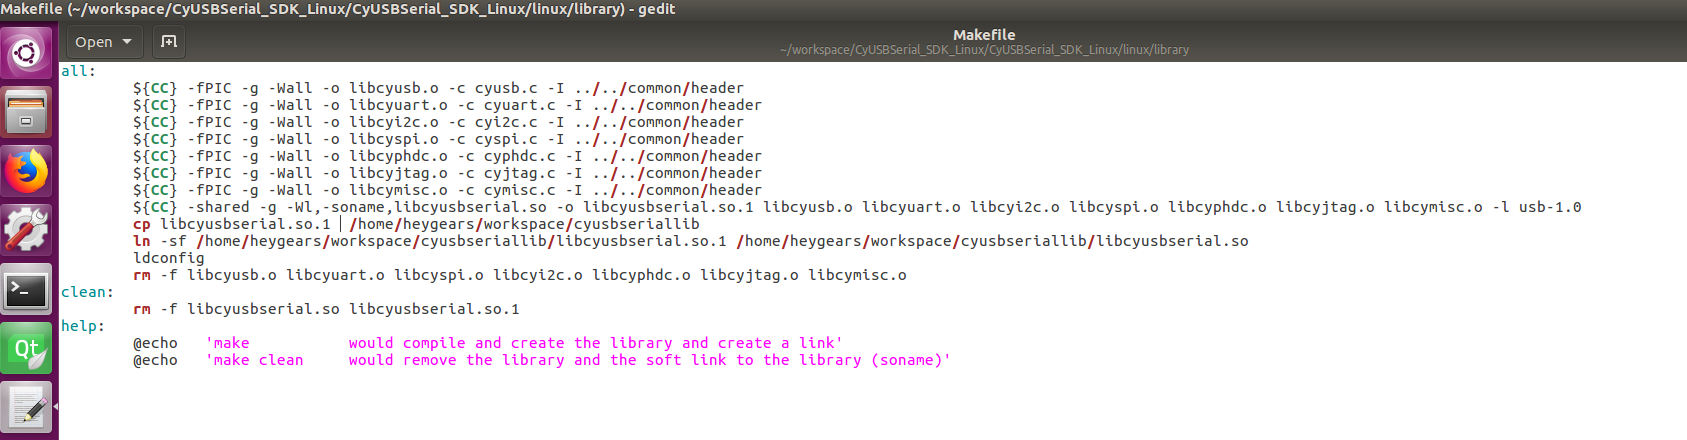 Makefile (~/workspace/CyUSBSerial_SDK_Linux/CyUSBSerial_SDK_Linux/linux/library) - gedit
Open
Makefile
~/workspace/CyUSBSerial_SDK_Linux/CyUSBSerial_SDK_Linux/linux/library
all:
${CC} -fPIC -g -Wall -o libcyusb.o -c cyusb.c -I ../../common/header
${CC} -fPIC -g -Wall -o libcyuart.o -c cyuart.c -I ../../common/header
${CC} -fPIC -g -Wall -o libcyi2c.o -c cyi2c.c -I ../../common/header
${CC} -fPIC -g -Wall -o libcyspi.o -c cyspi.c -I ../../common/header
${CC} -fPIC -g -Wall -o libcyphdc.o -c cyphdc.c -I ../../common/header
${CC} -fPIC -g -Wall -o libcyjtag.o -c cyjtag.c -I ../../common/header
${CC} -fPIC -g -Wall -o libcymisc.o -c cymisc.c -I ../../common/header
${CC} -shared -g -Wl,-soname,libcyusbserial.so -o libcyusbserial.so.1 libcyusb.o libcyuart.o libcyi2c.o libcyspi.o libcyphdc.o libcyjtag.o libcymisc.o -l usb-1.0
cp libcyusbserial.so.1 /home/heygears/workspace/cyusbseriallib
ln -sf /home/heygears/workspace/cyusbseriallib/libcyusbserial.so.1 /home/heygears/workspace/cyusbseriallib/libcyusbserial.so
ldconfig
rm -f libcyusb.o libcyuart.o libcyspi.o libcyi2c.o libcyphdc.o libcyjtag.o libcymisc.o
clean:
rm -f libcyusbserial.so libcyusbserial.so.1
help:
@echo 'make would compile and create the library and create a link'
@echo 'make clean would remove the library and the soft link to the library (soname)'
>_
Qt